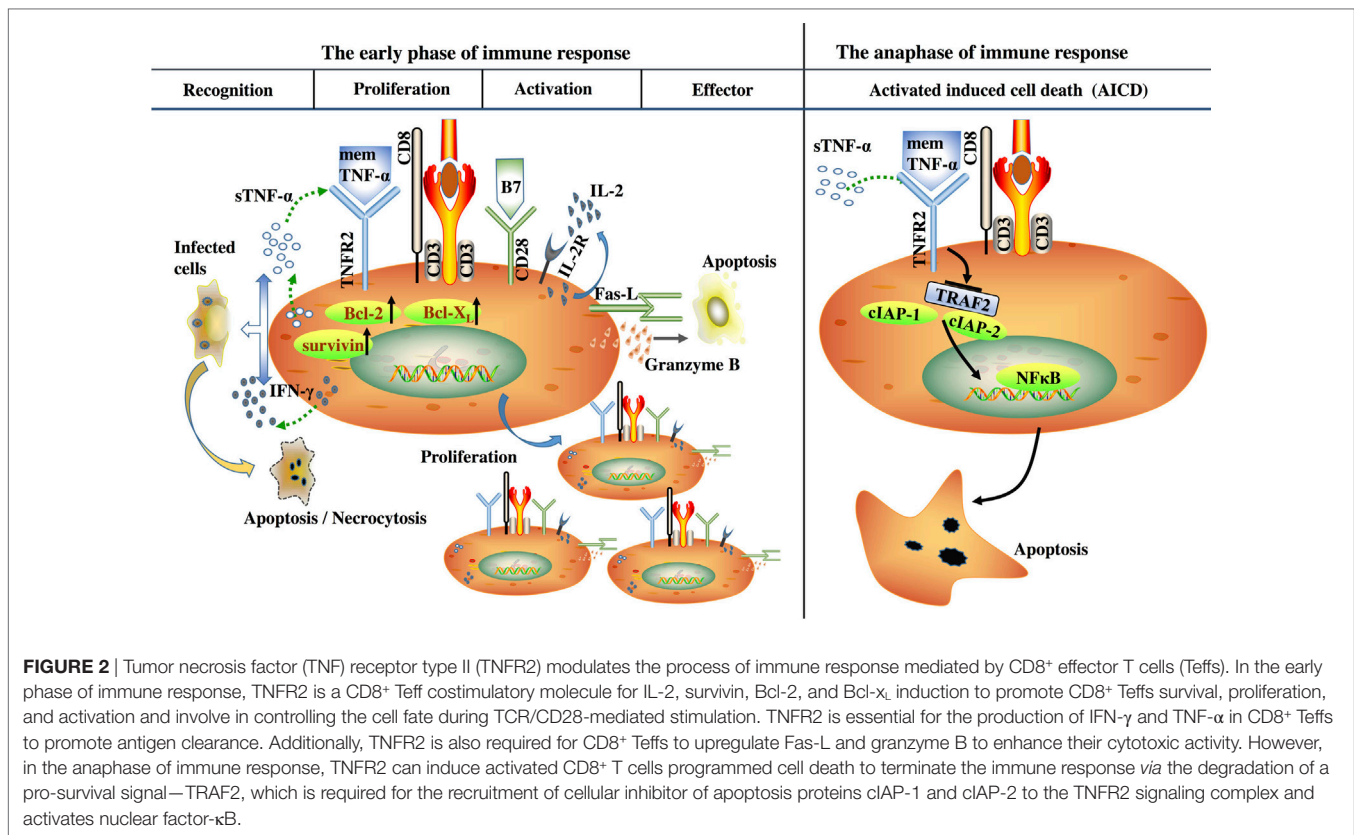 The early phase of immune response
The anaphase of immune response
Recognition
Proliferation
Activation
Effector
Activated induced cell death (AICD)
sTNF-α
mem
TNF-α
TNFR2
CD8
CD3
CD3
B7
CD28
IL-2
IL-2R
Infected
cells
Bcl-2
Bcl-XL
survivin
IFN-γ
Fas-L
Apoptosis
Granzyme B
Proliferation
Apoptosis / Necrocytosis
sTNF-α
mem
TNF-α
TNFR2
CD8
CD3
CD3
TRAF2
cIAP-1
cIAP-2
NFκB
Apoptosis
FIGURE 2 | Tumor necrosis factor (TNF) receptor type II (TNFR2) modulates the process of immune response mediated by CD8⁺ effector T cells (Teffs). In the early
phase of immune response, TNFR2 is a CD8⁺ Teff costimulatory molecule for IL-2, survivin, Bcl-2, and Bcl-xL induction to promote CD8⁺ Teffs survival, proliferation,
and activation and involve in controlling the cell fate during TCR/CD28-mediated stimulation. TNFR2 is essential for the production of IFN-γ and TNF-α in CD8⁺ Teffs
to promote antigen clearance. Additionally, TNFR2 is also required for CD8⁺ Teffs to upregulate Fas-L and granzyme B to enhance their cytotoxic activity. However,
in the anaphase of immune response, TNFR2 can induce activated CD8⁺ T cells programmed cell death to terminate the immune response via the degradation of a
pro-survival signal—TRAF2, which is required for the recruitment of cellular inhibitor of apoptosis proteins cIAP-1 and cIAP-2 to the TNFR2 signaling complex and
activates nuclear factor-κB.